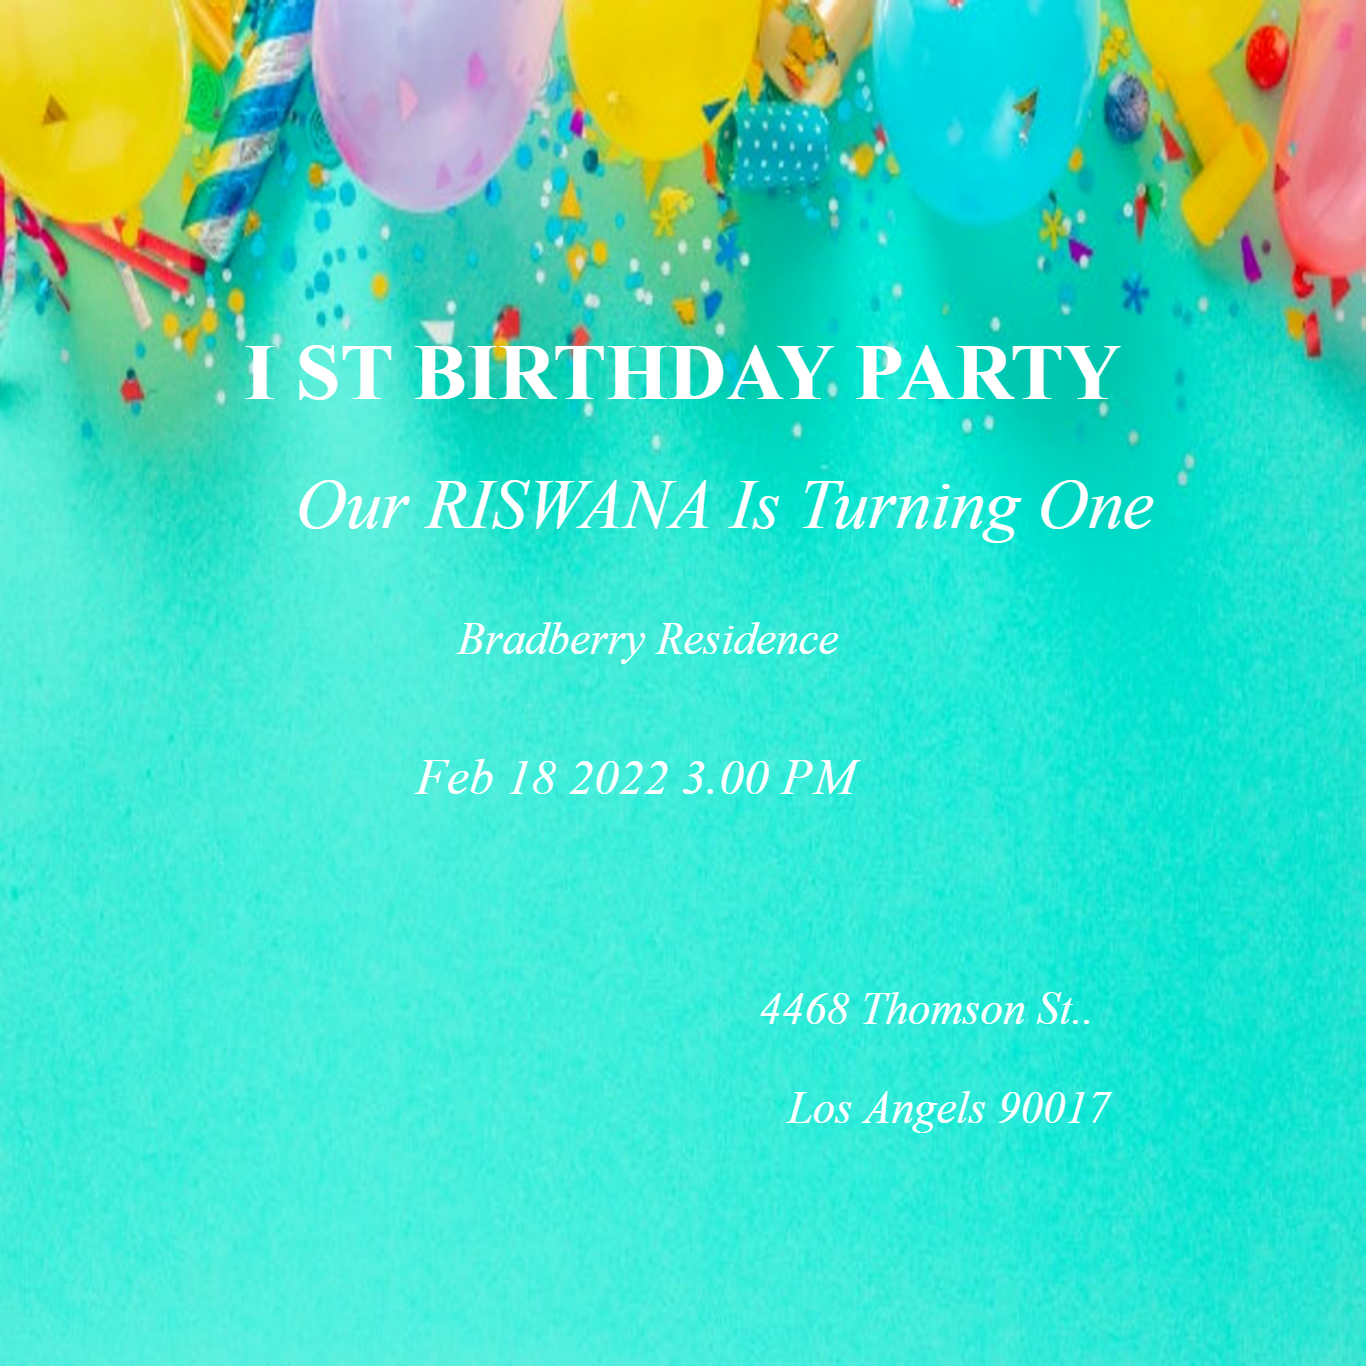 I ST BIRTHDAY PARTY
Our RISWANA Is Turning One
Bradberry Residence
Feb 18 2022 3.00 PM
4468 Thomson St..
Los Angels 90017